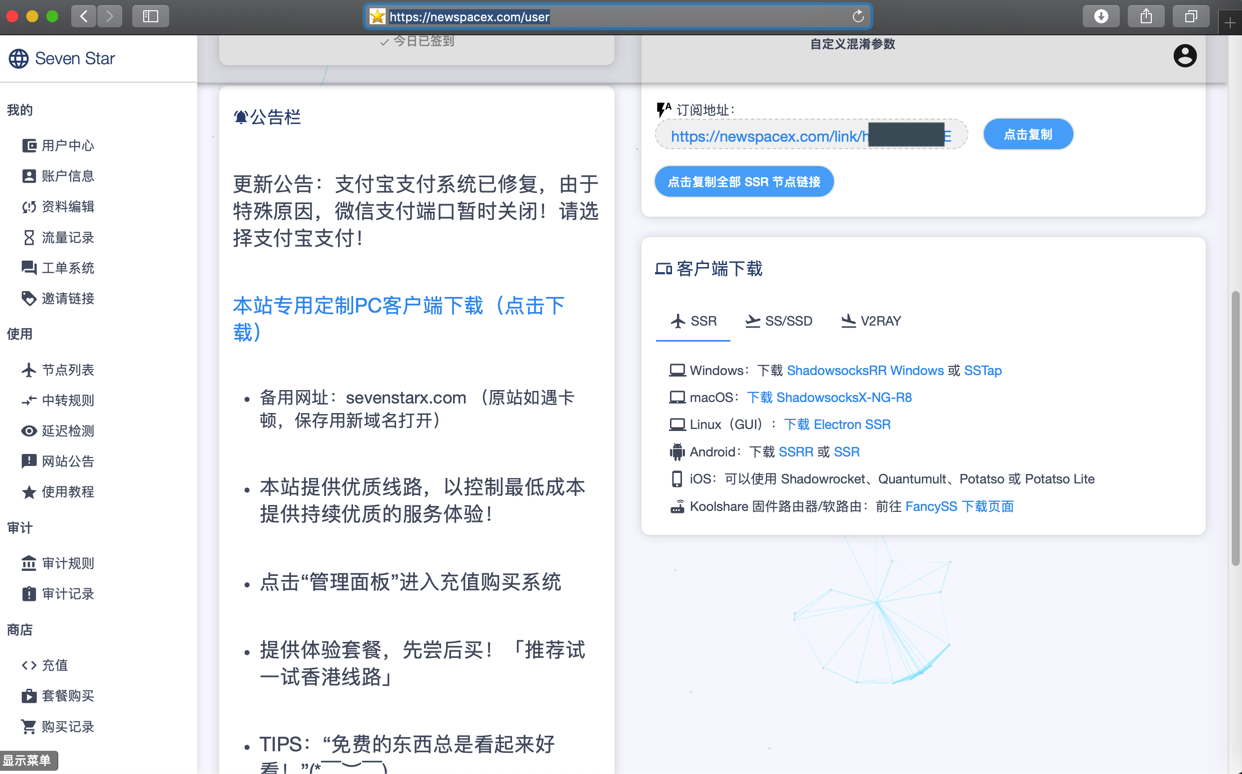 https://newspacex.com/user
Seven Star
我的
用户中心
账户信息
资料编辑
流量记录
工单系统
邀请链接
使用
节点列表
中转规则
延迟检测
网站公告
使用教程
审计
审计规则
审计记录
商店
充值
套餐购买
购买记录
显示菜单
今日已签到
公告栏
更新公告：支付宝支付系统已修复，由于
特殊原因，微信支付端口暂时关闭！请选
择支付宝支付！
本站专用定制PC客户端下载（点击下
载）
备用网址：sevenstarx.com （原站如遇卡
顿，保存用新域名打开）
本站提供优质线路，以控制最低成本
提供持续优质的服务体验！
点击“管理面板”进入充值购买系统
提供体验套餐，先尝后买！「推荐试
一试香港线路」
TIPS：“免费的东西总是看起来好
看！”(*￣︶￣)
自定义混淆参数
订阅地址：
https://newspacex.com/link/h
点击复制
点击复制全部 SSR 节点链接
客户端下载
SSR SS/SSD V2RAY
Windows：下载 ShadowsocksRR Windows 或 SSTap
macOS：下载 ShadowsocksX-NG-R8
Linux（GUI）：下载 Electron SSR
Android：下载 SSRR 或 SSR
iOS：可以使用 Shadowrocket、Quantumult、Potatso 或 Potatso Lite
Koolshare 固件路由器/软路由：前往 FancySS 下载页面